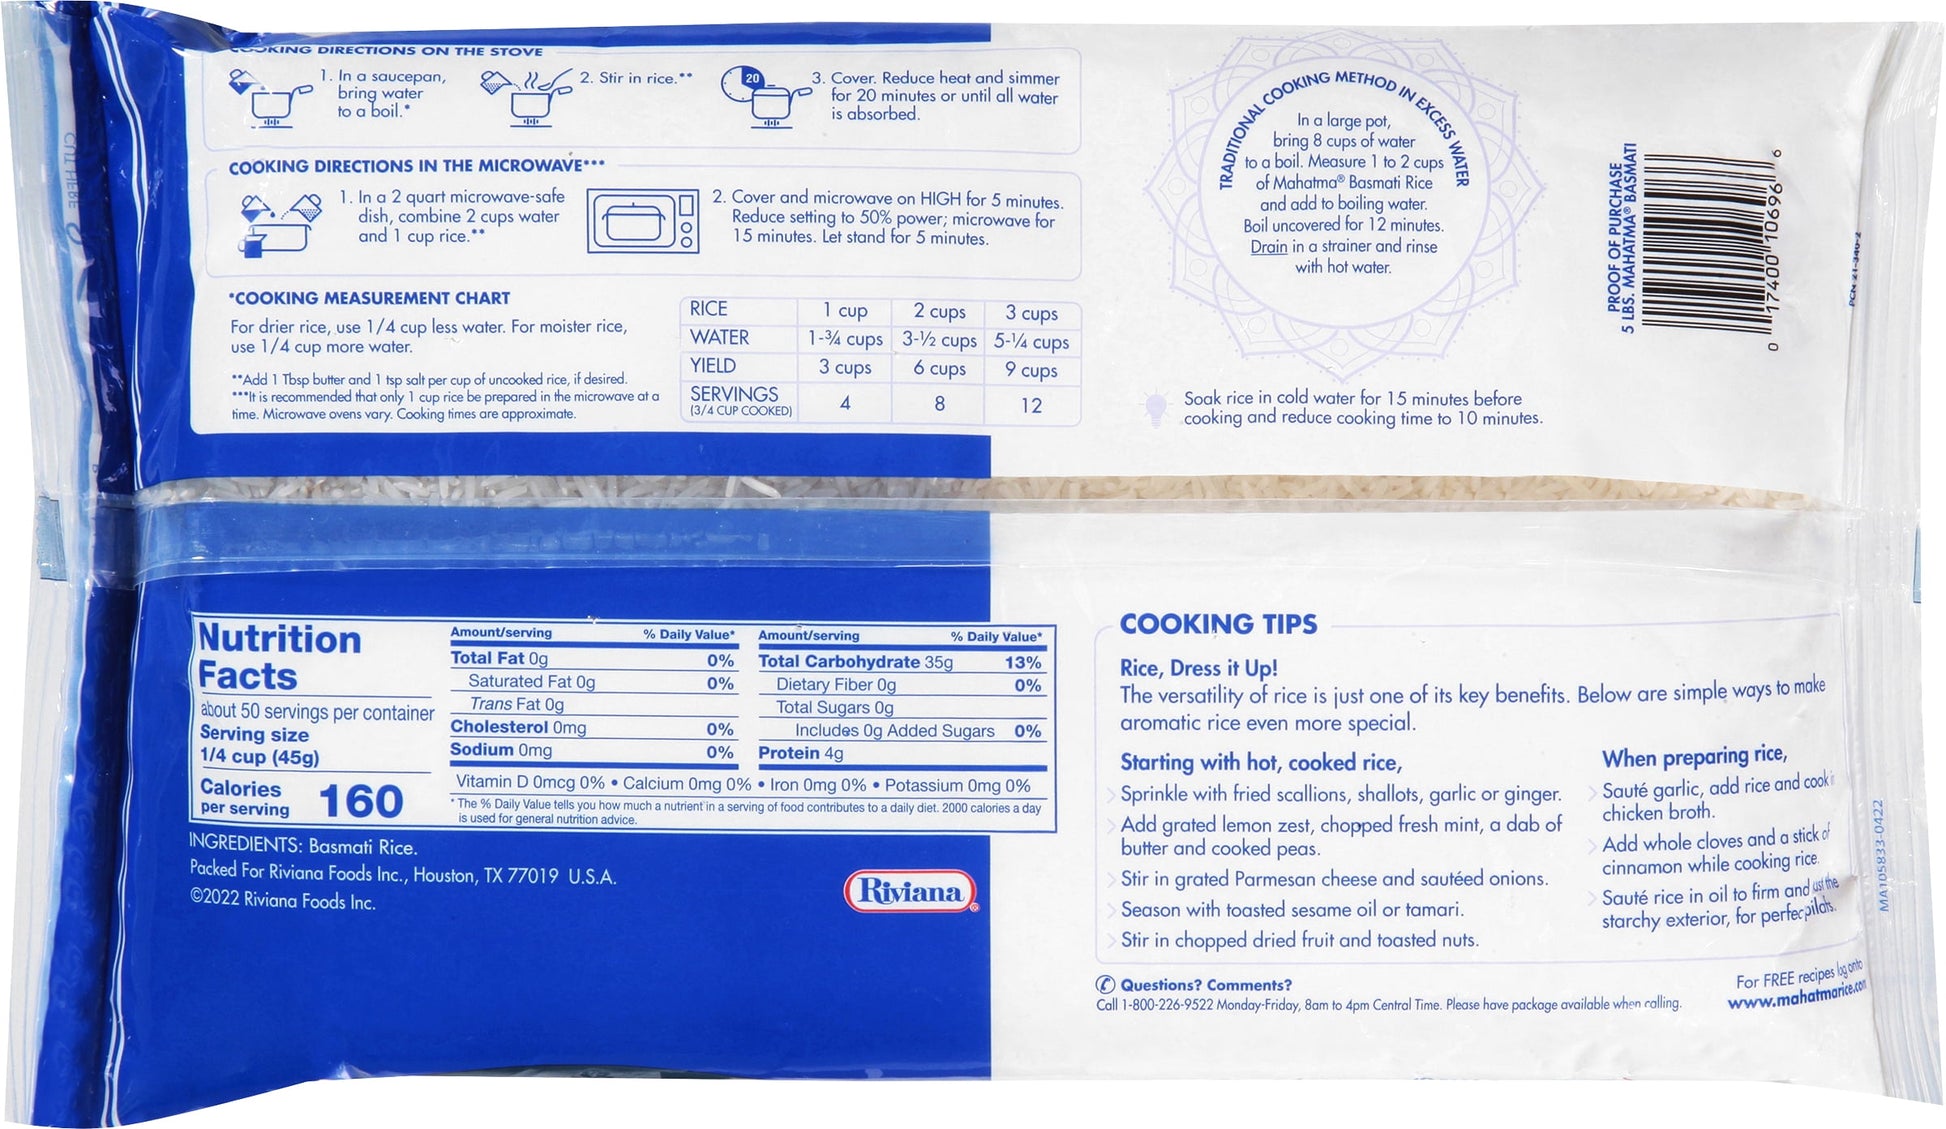 COOKING DIRECTIONS ON THE STOVE
1. In a saucepan,
bring water
to a boil.*
2. Stir in rice.**
20
3. Cover. Reduce heat and simmer
for 20 minutes or until all water
is absorbed.
COOKING DIRECTIONS IN THE MICROWAVE***
1. In a 2 quart microwave-safe
dish, combine 2 cups water
and 1 cup rice.**
2. Cover and microwave on HIGH for 5 minutes.
Reduce setting to 50% power; microwave for
15 minutes. Let stand for 5 minutes.
*COOKING MEASUREMENT CHART
For drier rice, use 1/4 cup less water. For moister rice,
use 1/4 cup more water.
**Add 1 Tbsp butter and 1 tsp salt per cup of uncooked rice, if desired.
***It is recommended that only 1 cup rice be prepared in the microwave at a
time. Microwave ovens vary. Cooking times are approximate.
RICE 1 cup 2 cups 3 cups
WATER 1-¾ cups 3-½ cups 5-¼ cups
YIELD 3 cups 6 cups 9 cups
SERVINGS 4 8 12
(3/4 CUP COOKED)
TRADITIONAL COOKING METHOD IN EXCESS WATER
In a large pot,
bring 8 cups of water
to a boil. Measure 1 to 2 cups
of Mahatma® Basmati Rice
and add to boiling water.
Boil uncovered for 12 minutes.
Drain in a strainer and rinse
with hot water.
Soak rice in cold water for 15 minutes before
cooking and reduce cooking time to 10 minutes.
PROOF OF PURCHASE
5 LBS. MAHATMA® BASMATI
0 17400 10696 6
PCN 21-340-2
CUT HERE
Nutrition
Facts
about 50 servings per container
Serving size
1/4 cup (45g)
Calories
per serving 160
Amount/serving % Daily Value*
Total Fat 0g 0%
Saturated Fat 0g 0%
Trans Fat 0g
Cholesterol 0mg 0%
Sodium 0mg 0%
Amount/serving % Daily Value*
Total Carbohydrate 35g 13%
Dietary Fiber 0g 0%
Total Sugars 0g
Includes 0g Added Sugars 0%
Protein 4g
Vitamin D 0mcg 0% • Calcium 0mg 0% • Iron 0mg 0% • Potassium 0mg 0%
* The % Daily Value tells you how much a nutrient in a serving of food contributes to a daily diet. 2000 calories a day
is used for general nutrition advice.
INGREDIENTS: Basmati Rice.
Packed For Riviana Foods Inc., Houston, TX 77019 U.S.A.
©2022 Riviana Foods Inc.
Riviana®
COOKING TIPS
Rice, Dress it Up!
The versatility of rice is just one of its key benefits. Below are simple ways to make
aromatic rice even more special.
Starting with hot, cooked rice,
Sprinkle with fried scallions, shallots, garlic or ginger.
Add grated lemon zest, chopped fresh mint, a dab of
butter and cooked peas.
Stir in grated Parmesan cheese and sautéed onions.
Season with toasted sesame oil or tamari.
Stir in chopped dried fruit and toasted nuts.
When preparing rice,
Sauté garlic, add rice and cook in
chicken broth.
Add whole cloves and a stick of
cinnamon while cooking rice.
Sauté rice in oil to firm and the
starchy exterior, for perfect pilafs.
MA105833-0422
Questions? Comments?
Call 1-800-226-9522 Monday-Friday, 8am to 4pm Central Time. Please have package available when calling.
For FREE recipes log onto
www.mahatmarice.com